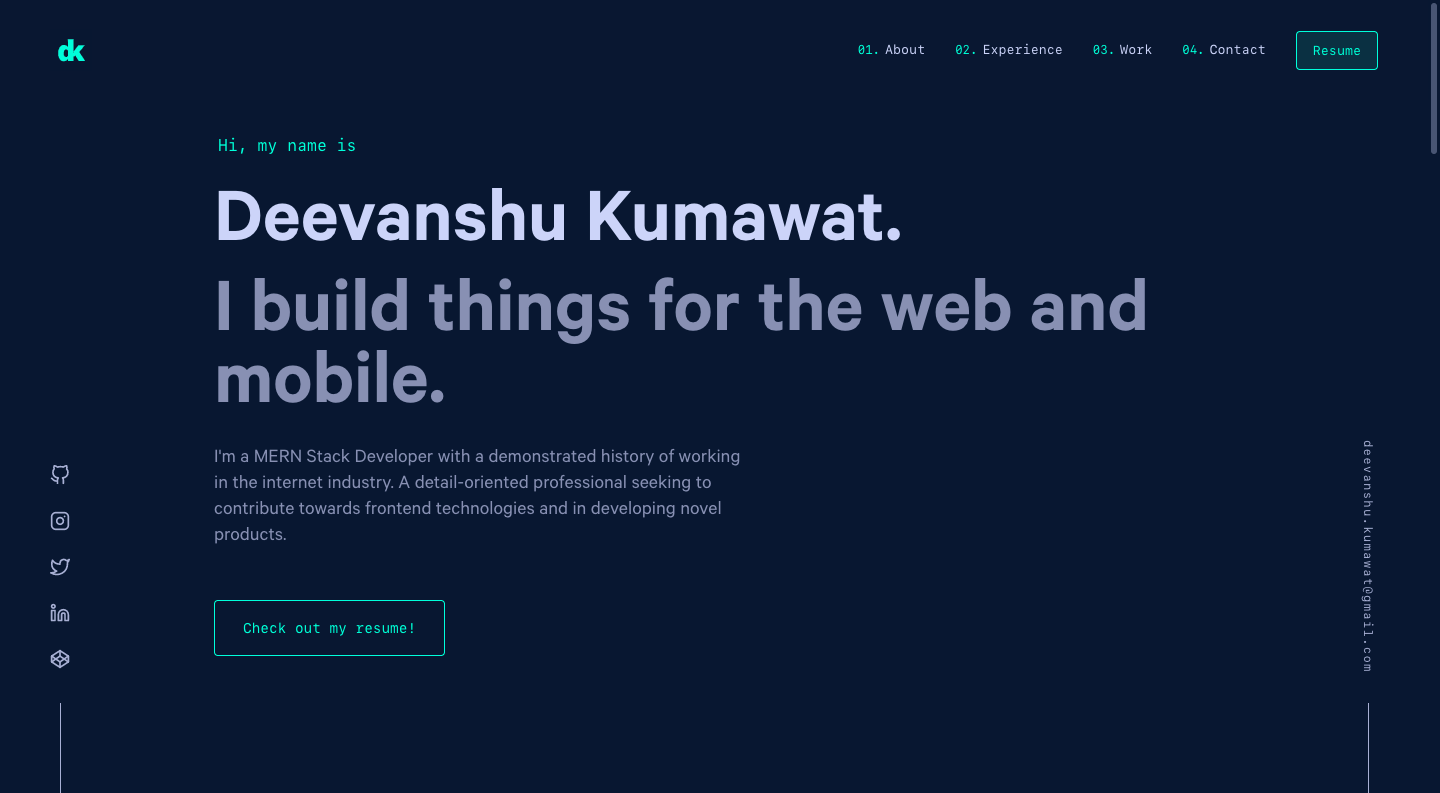 dk
01. About
02. Experience
03. Work
04. Contact
Resume
Hi, my name is
Deevanshu Kumawat.
I build things for the web and
mobile.
I'm a MERN Stack Developer with a demonstrated history of working
in the internet industry. A detail-oriented professional seeking to
contribute towards frontend technologies and in developing novel
products.
Check out my resume!
deevanshu.kumawat@gmail.com